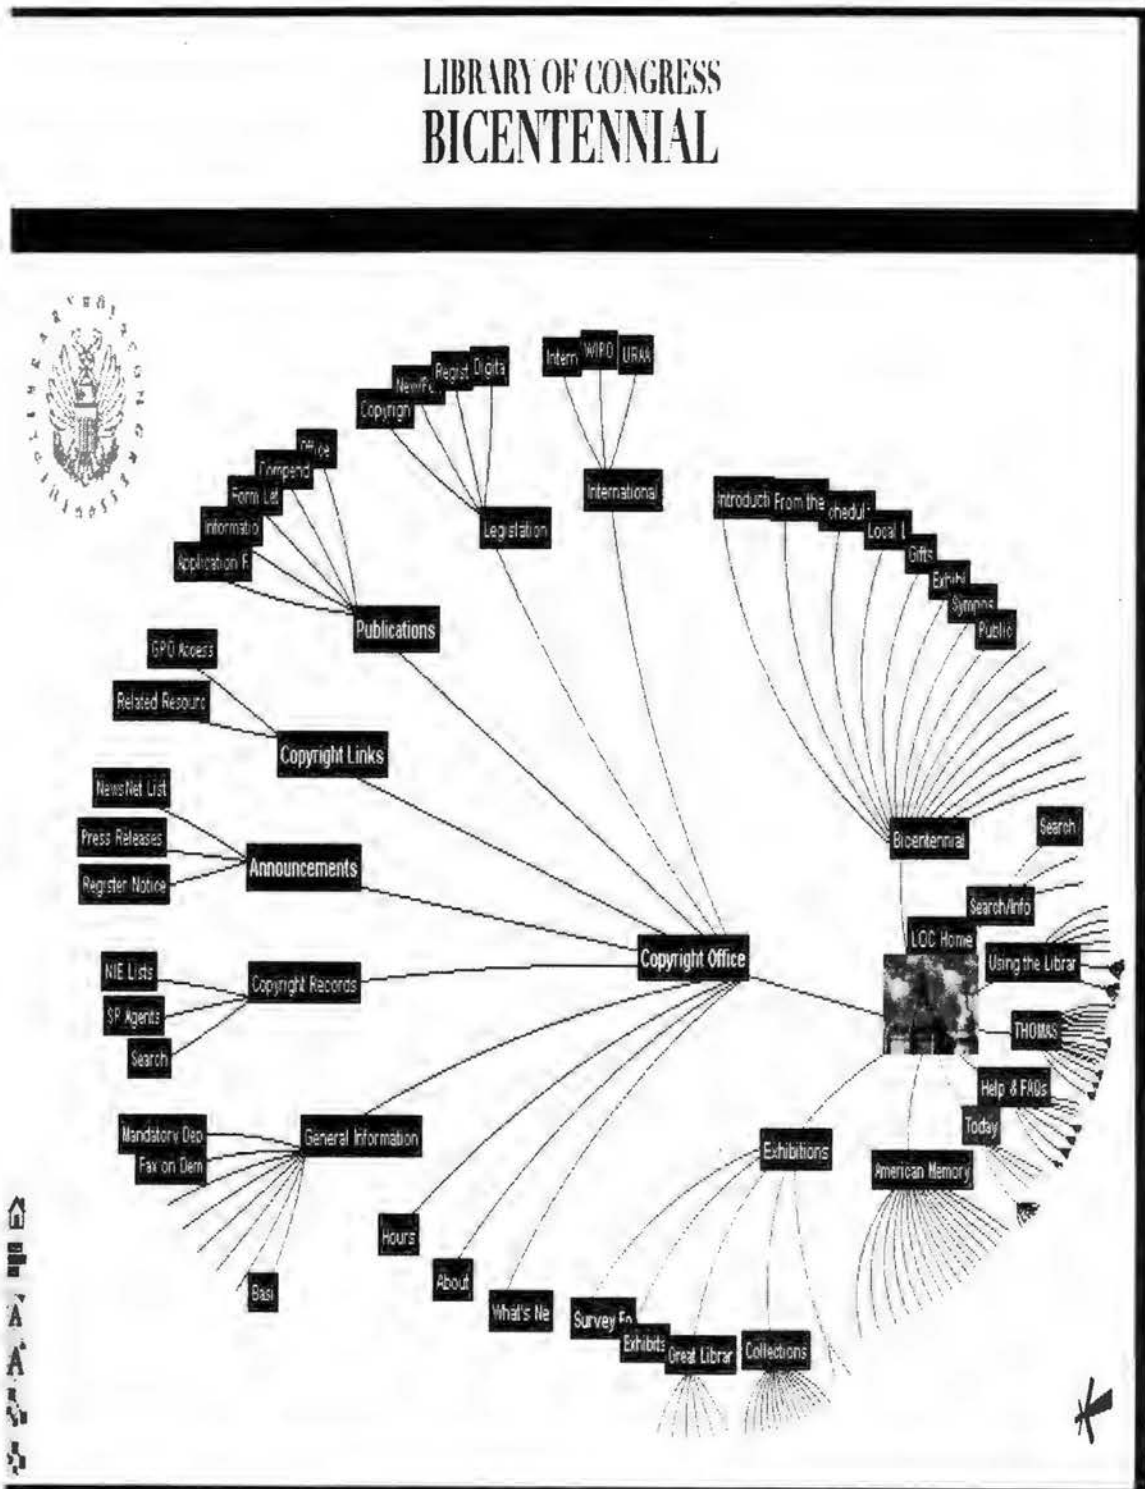 LIBRARY OF CONGRESS
BICENTENNIAL
Intern
WIPO
URAA
Digita
Regist
Copyrigh
International
Legislation
Office
Compend
Form Let
Informatio
Application F
Publications
Introducti
From the
chedul
Local L
Gifts
Exhibi
Sympos
Public
GPO Access
Related Resourc
Copyright Links
NewsNet List
Press Releases
Register Notice
Announcements
Bicentennial
Search
Search/Info
LOC Home
Using the Librar
THOMAS
Help & FAQs
Today
American Memory
Copyright Office
Copyright Records
NIE Lists
SP Agents
Search
General Information
Mandatory Dep
Fax on Dem
Basi
Hours
About
What's Ne
Exhibitions
Survey Fo
Exhibits
Great Librar
Collections
A
A